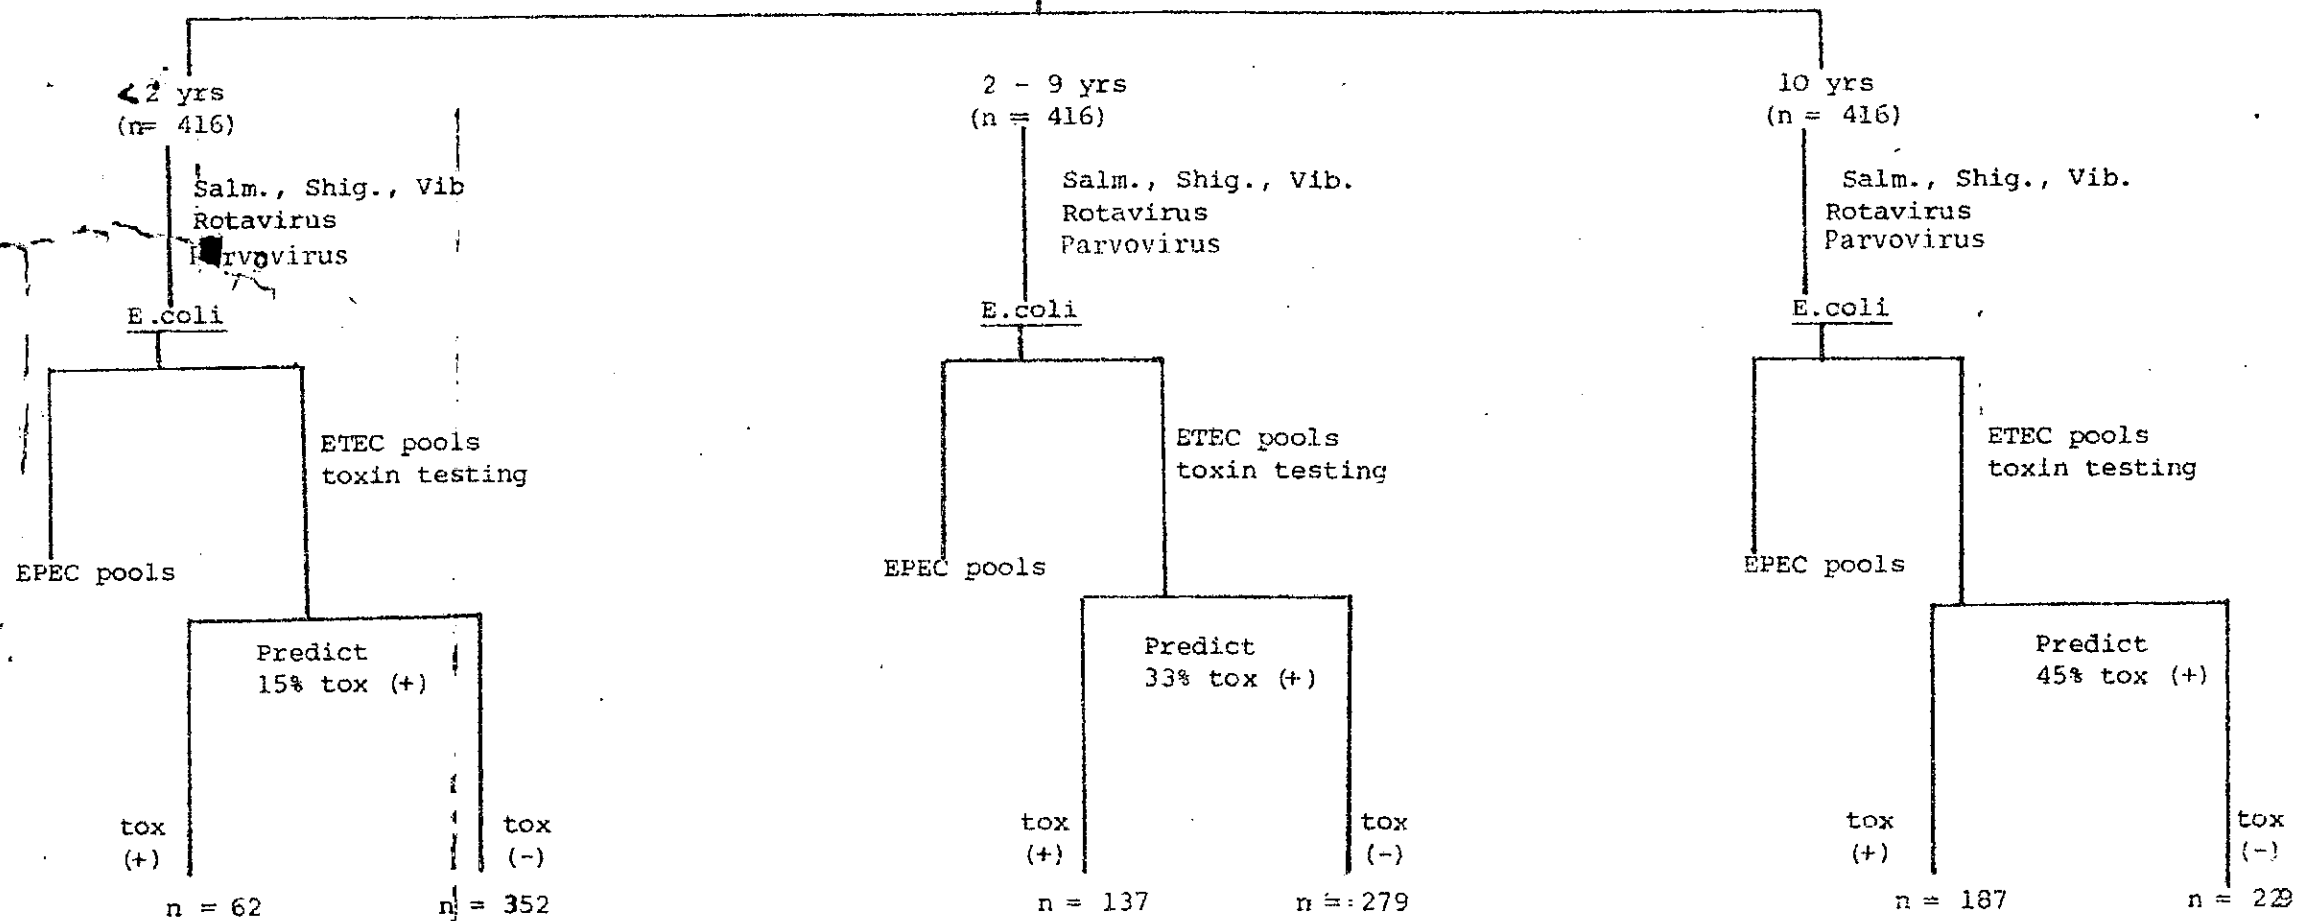 <2 yrs
(n= 416)
Salm., Shig., Vib
Rotavirus
Parvovirus
E.coli
ETEC pools
toxin testing
EPEC pools
Predict
15% tox (+)
tox
(+)
tox
(-)
n = 62
n = 352
2 - 9 yrs
(n = 416)
Salm., Shig., Vib.
Rotavirus
Parvovirus
E.coli
ETEC pools
toxin testing
EPEC pools
Predict
33% tox (+)
tox
(+)
tox
(-)
n = 137
n = 279
10 yrs
(n = 416)
Salm., Shig., Vib.
Rotavirus
Parvovirus
E.coli
ETEC pools
toxin testing
EPEC pools
Predict
45% tox (+)
tox
(+)
tox
(-)
n = 187
n = 229